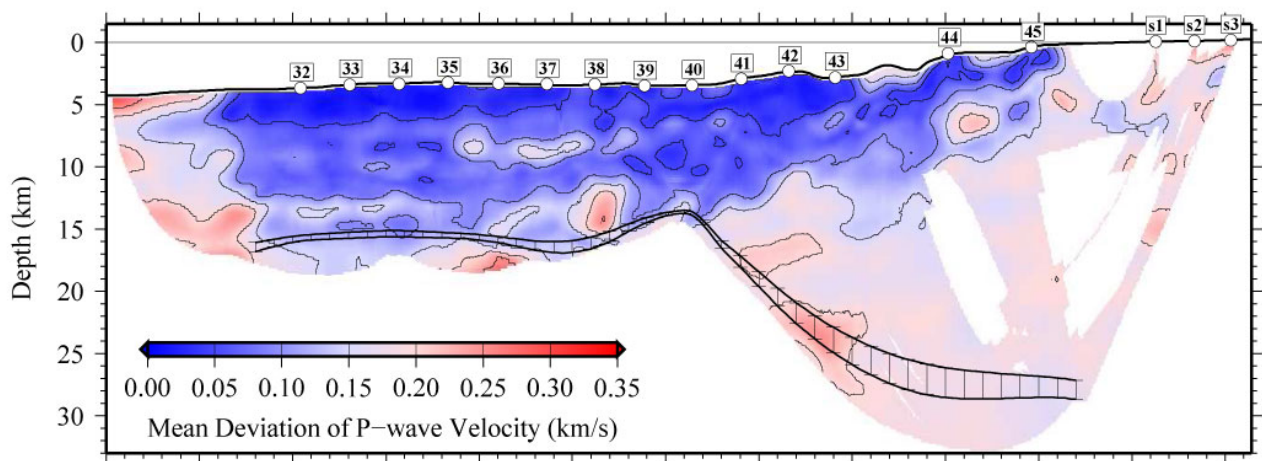 s1 s2 s3
44 45
42
41 43
32 33 34 35 36 37 38 39 40
0
5
10
15
20
25
30
Depth (km)
0.00 0.05 0.10 0.15 0.20 0.25 0.30 0.35
Mean Deviation of P−wave Velocity (km/s)